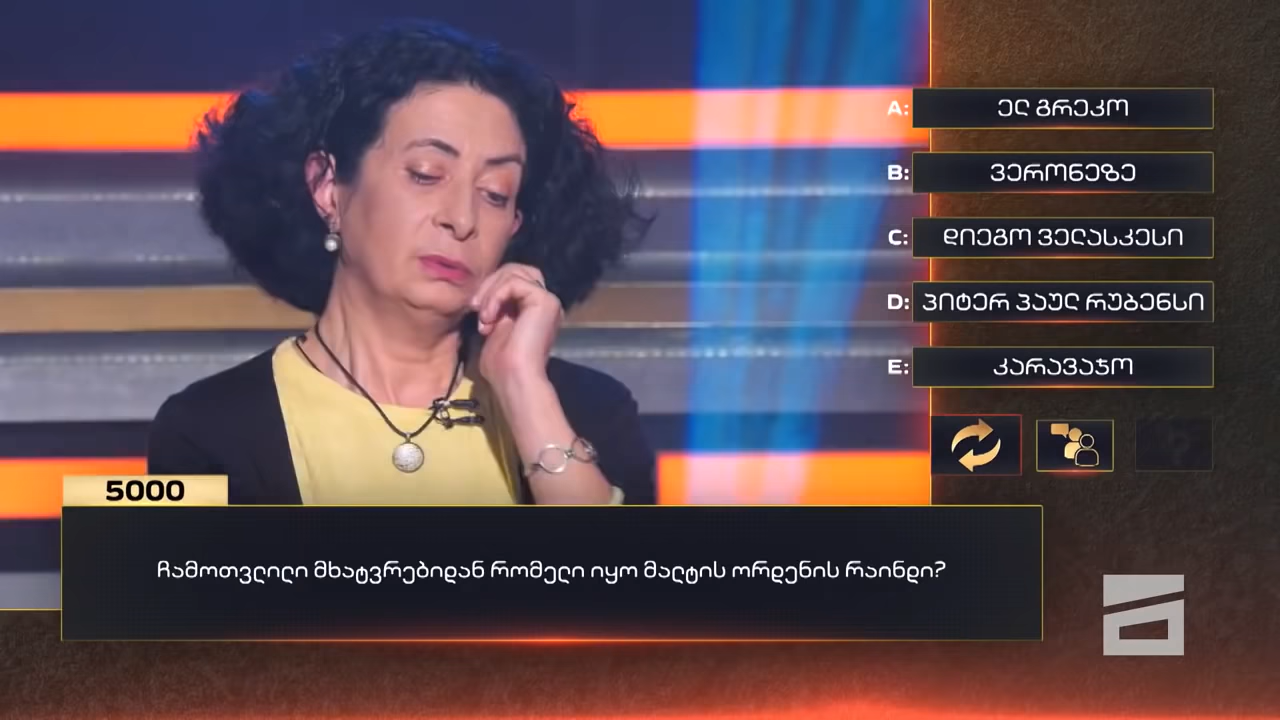 A: ელ გრეკო
B: ვერონეზე
C: დიეგო ველასკესი
D: პიტერ პაულ რუბენსი
E: კარავაჯო
5000
ჩამოთვლილი მხატვრებიდან რომელი იყო მალტის ორდენის რაინდი?